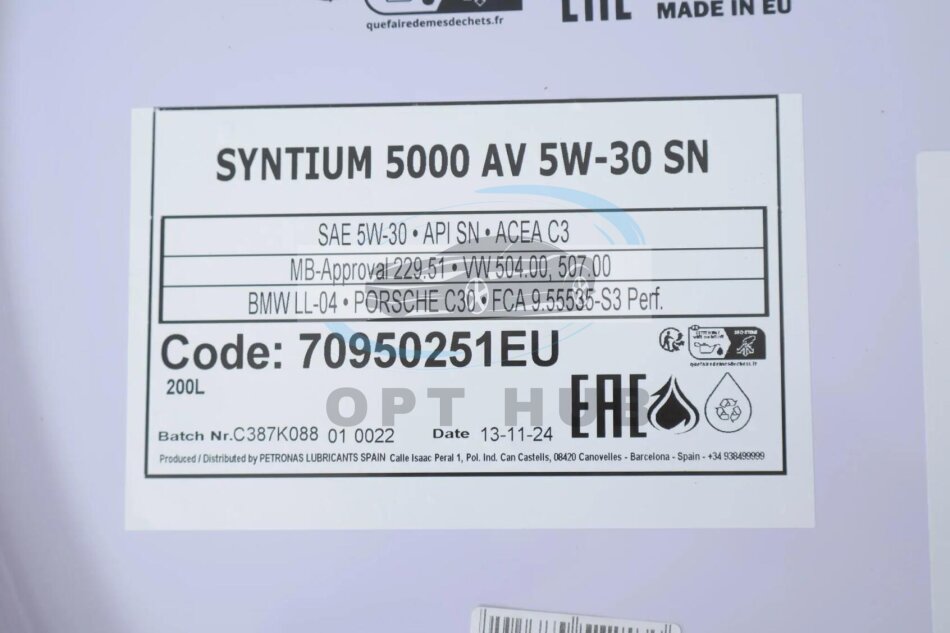 quefairedemesdechets.fr
EAC
MADE IN EU
SYNTIUM 5000 AV 5W-30 SN
SAE 5W-30 • API SN • ACEA C3
MB-Approval 229.51 • VW 504.00, 507.00
BMW LL-04 • PORSCHE C30 • FCA 9.55535-S3 Perf.
Code: 70950251EU
200L
quefairedemesdechets.fr
OPT HUB
EAC
Batch Nr.C387K088 01 0022 Date 13-11-24
Produced / Distributed by PETRONAS LUBRICANTS SPAIN Calle Isaac Peral 1, Pol. Ind. Can Castells, 08420 Canovelles - Barcelona - Spain - +34 938499999